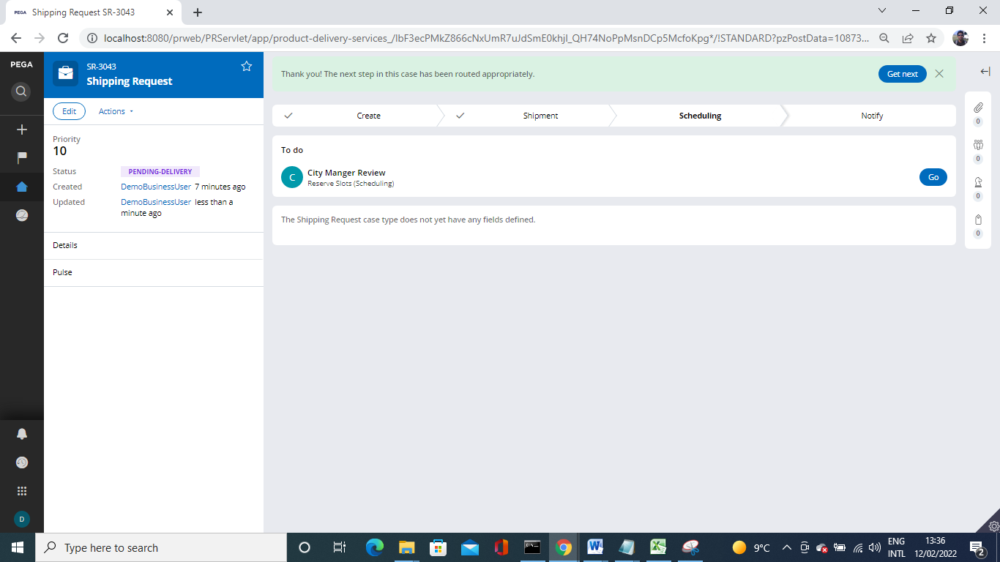 PEGA Shipping Request SR-3043
localhost:8080/prweb/PRServlet/app/product-delivery-services_/lbF3ecPMkZ866cNxUmR7uJdSmE0khjI_QH74NoPpMsnDCp5McfoKpg*/!STANDARD?pzPostData=10873...
PEGA
SR-3043
Shipping Request
Edit
Actions
Priority
10
Status PENDING-DELIVERY
Created DemoBusinessUser 7 minutes ago
Updated DemoBusinessUser less than a
minute ago
Details
Pulse
D
Thank you! The next step in this case has been routed appropriately.
Get next
Create
Shipment
Scheduling
Notify
To do
C
City Manger Review
Reserve Slots (Scheduling)
Go
The Shipping Request case type does not yet have any fields defined.
0
0
0
0
Type here to search
9°C
ENG
INTL
13:36
12/02/2022
2